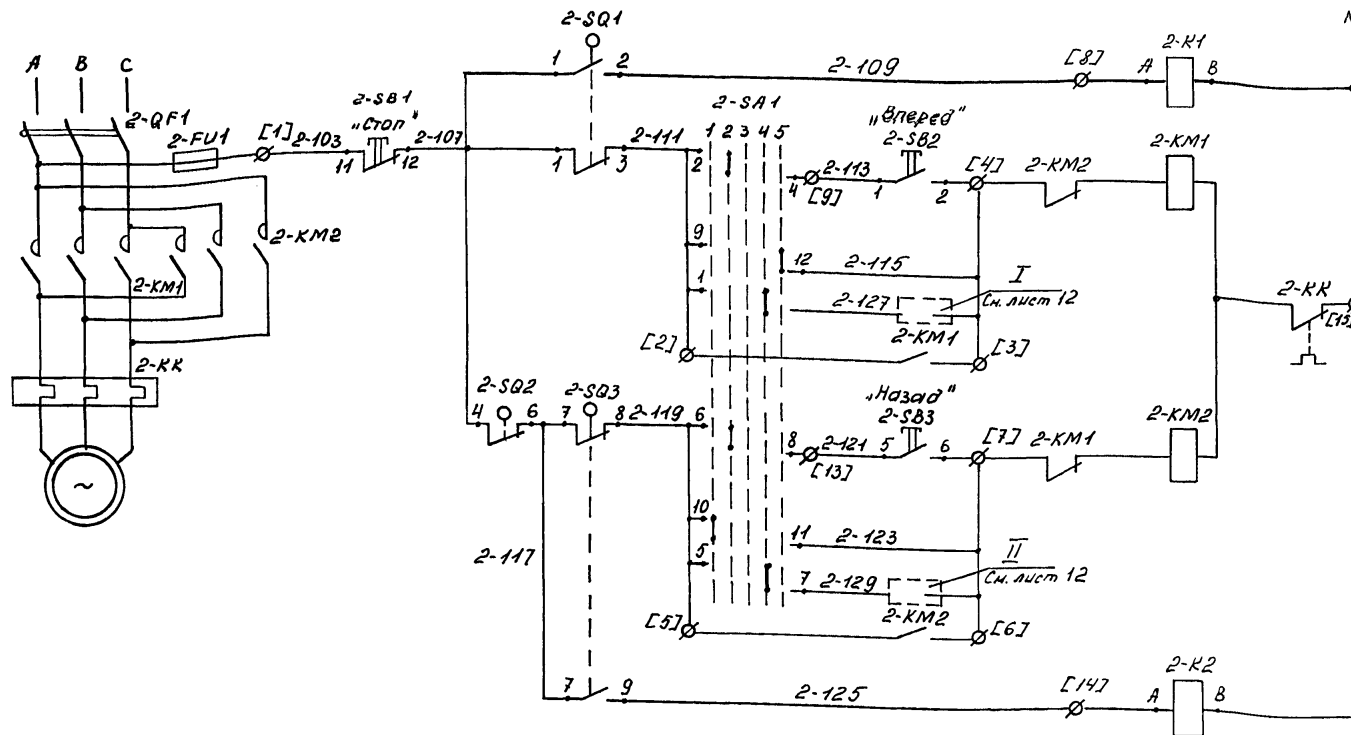 2-SQ1
N
A B C
1 2 2-109 [8] A 2-K1 B
2-QF1
2-SB1
„Стоп"
2-SA1
„Вперед"
2-SB2
2-FU1 [1] 2-103 11 12 2-107
1 3 2-111 2
1 2 3 4 5
4 2-113 [9] 1 2 [4] 2-KM2 2-KM1
2-KM2
9
12 2-115
I
См. лист 12
2-KM1
1
2-127
2-KM1
2-KK
[15]
[2] [3]
2-KK
2-SQ2 2-SQ3
„Назад"
2-SB3
4 6 7 8 2-119 6
8 2-121 [13] 5 6 [7] 2-KM1 2-KM2
~
10
11 2-123
II
См. лист 12
2-117
5
7 2-129
2-KM2
[5] [6]
7 9 2-125 [14] A 2-K2 B